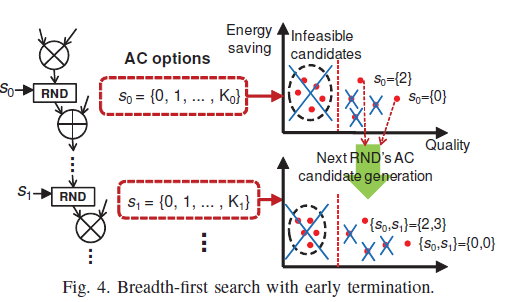 Energy saving
Infeasible candidates
AC options
S₀
RND
s₀ = {0, 1, ... , K₀}
s₀={2}
s₀={0}
Quality
Next RND's AC candidate generation
S₁
RND
s₁ = {0, 1, ... , K₁}
{s₀,s₁}={2,3}
{s₀,s₁}={0,0}
Fig. 4. Breadth-first search with early termination.